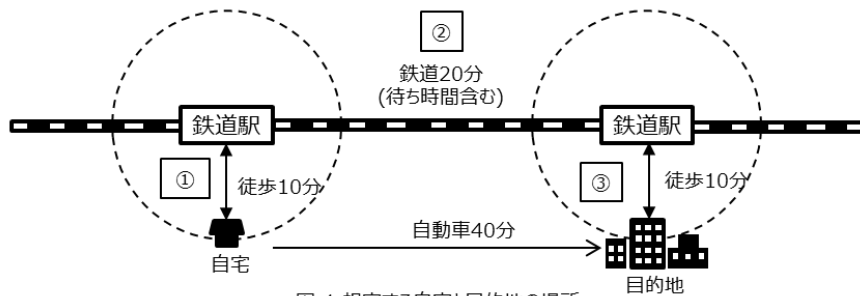 ②
鉄道20分
(待ち時間含む)
鉄道駅
鉄道駅
①
徒歩10分
③
徒歩10分
自動車40分
自宅
目的地